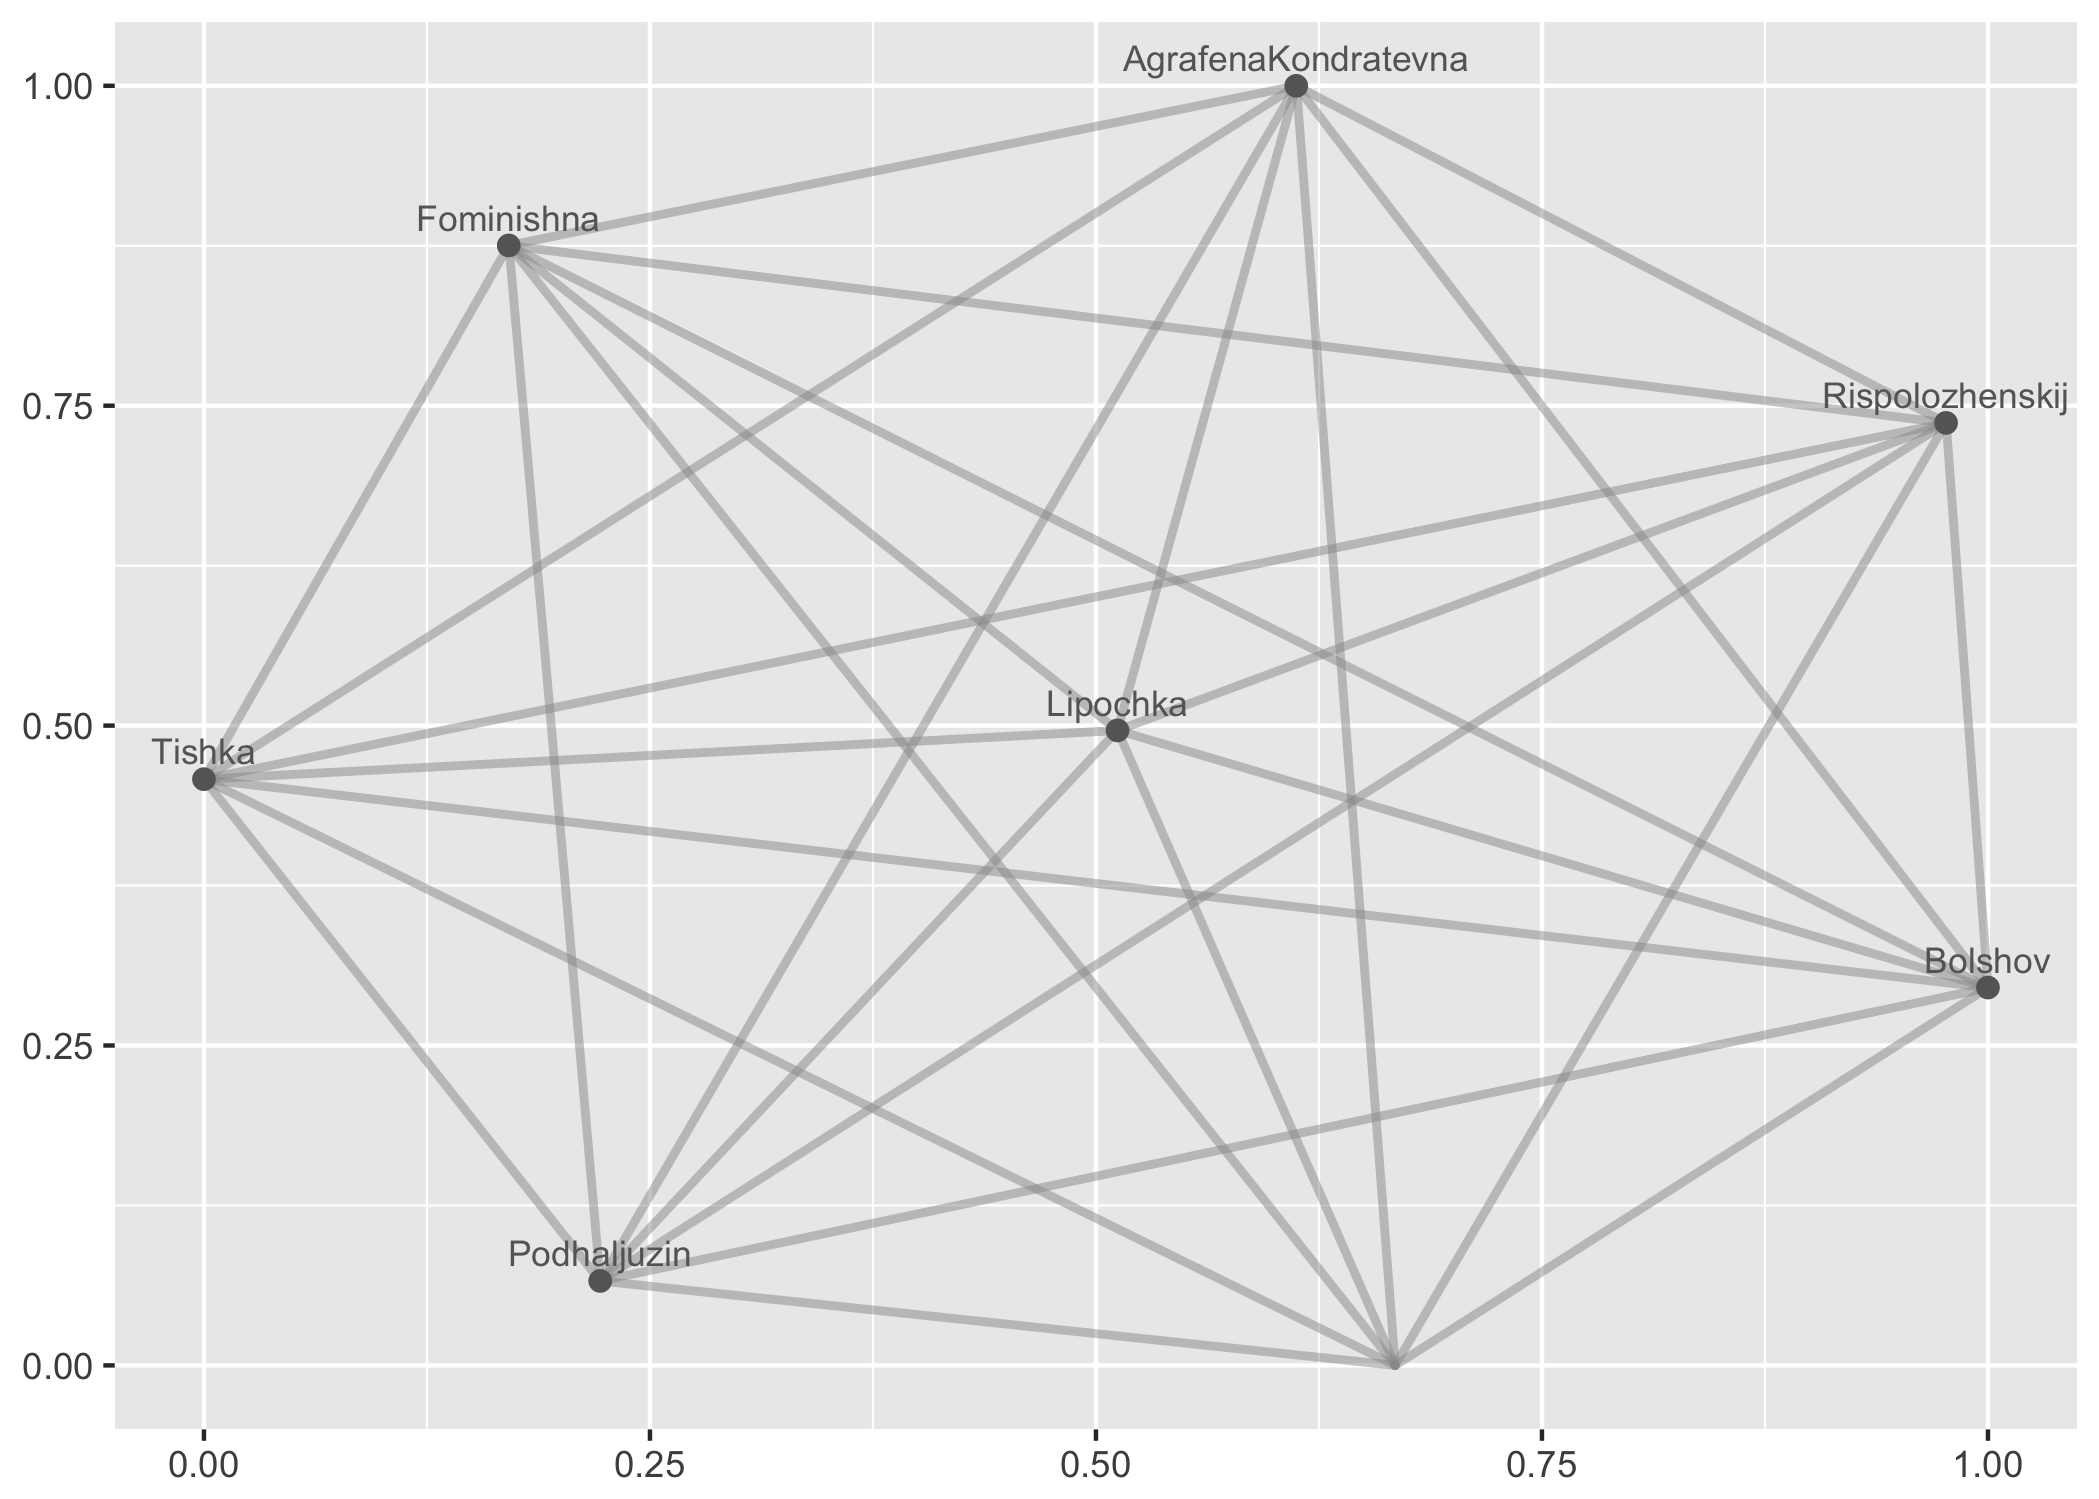 AgrafenaKondratevna
1.00
Fominishna
Rispolozhenskij
0.75
Lipochka
0.50
Tishka
Bolshov
0.25
Podhaljuzin
0.00
0.00 0.25 0.50 0.75 1.00